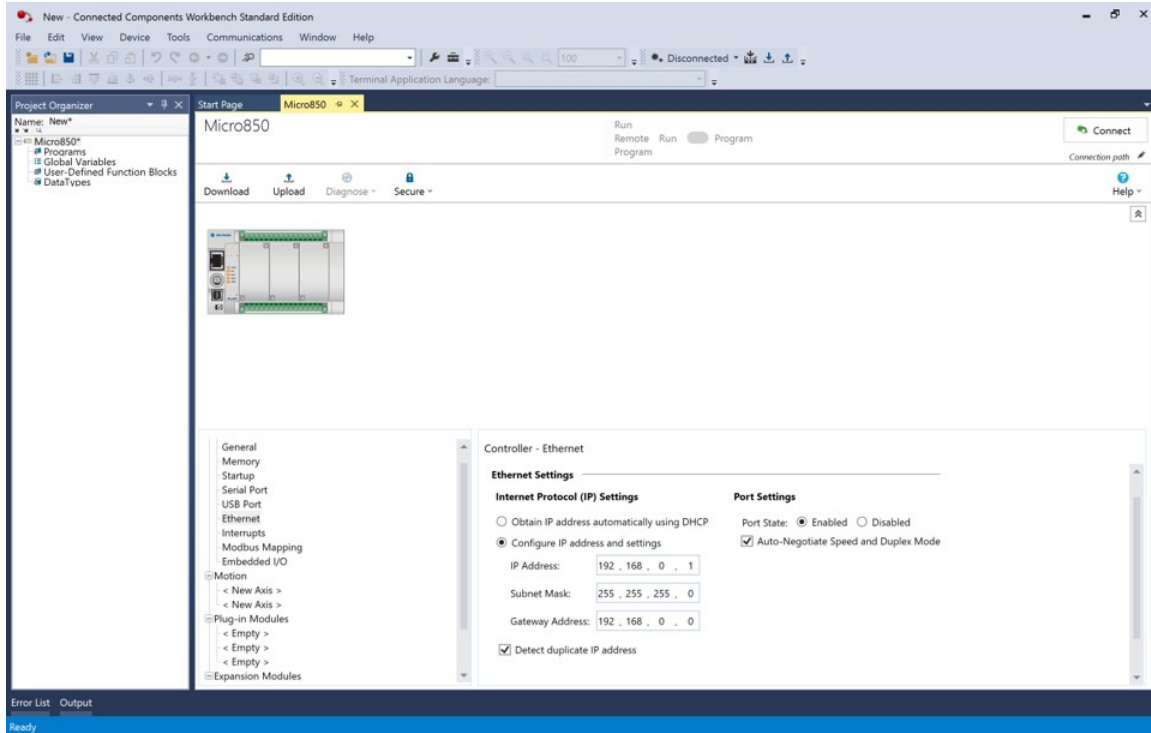 New - Connected Components Workbench Standard Edition
File Edit View Device Tools Communications Window Help
100 Disconnected
Terminal Application Language:
Project Organizer
Name: New*
Micro850*
Programs
Global Variables
User-Defined Function Blocks
DataTypes
Start Page Micro850
Micro850
Run
Remote Run Program
Program
Connect
Connection path
Download Upload Diagnose Secure Help
General
Memory
Startup
Serial Port
USB Port
Ethernet
Interrupts
Modbus Mapping
Embedded I/O
Motion
< New Axis >
< New Axis >
Plug-in Modules
< Empty >
< Empty >
< Empty >
Expansion Modules
Controller - Ethernet
Ethernet Settings
Internet Protocol (IP) Settings
Obtain IP address automatically using DHCP
Configure IP address and settings
IP Address: 192 . 168 . 0 . 1
Subnet Mask: 255 . 255 . 255 . 0
Gateway Address: 192 . 168 . 0 . 0
Detect duplicate IP address
Port Settings
Port State: Enabled Disabled
Auto-Negotiate Speed and Duplex Mode
Error List Output
Ready